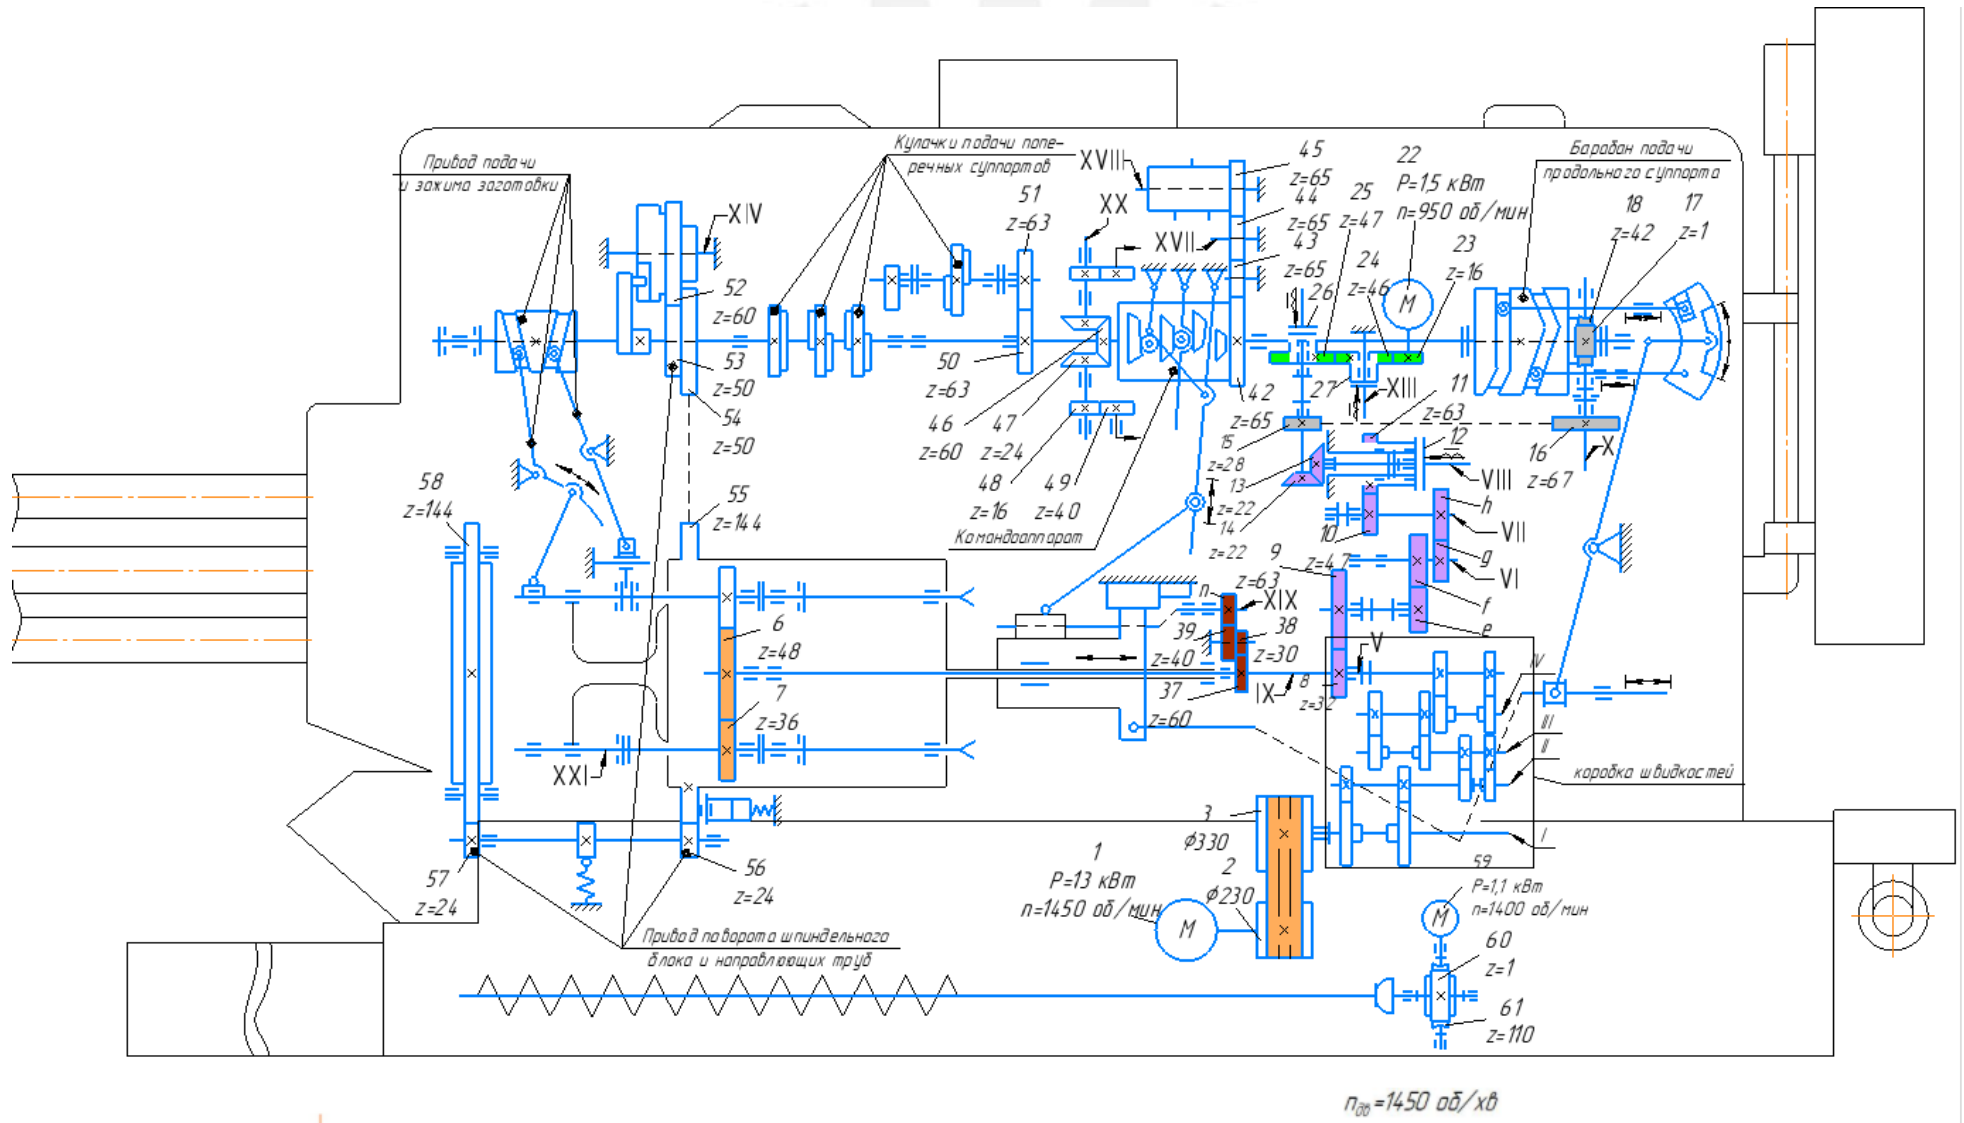 Привод подачи
и зажима заготовки
Кулачки подачи попе-
речных суппортов
XVIII
45
z=65
44
z=65
43
z=65
22
P=1,5 кВт
n=950 об/мин
25
z=47
24
z=46
23
z=16
Барабан подачи
продольного суппорта
18
z=42
17
z=1
XIV
51
z=63
XX
XVII
26
52
z=60
53
z=50
54
z=50
50
z=63
46
z=60
47
z=24
42
z=65
27
XIII
11
z=63
12
15
z=28
13
z=22
14
z=22
16
z=67
X
VIII
48
z=16
49
z=40
Командоаппарат
58
z=144
55
z=144
10
z=47
h
VII
g
VI
f
e
9
z=63
n
XIX
39
z=40
38
z=30
37
z=60
IX
8
z=32
V
IV
III
II
I
6
z=48
7
z=36
XXI
коробка швидкостей
3
ϕ330
2
ϕ230
1
P=13 кВт
n=1450 об/мин
M
M
59
P=1,1 кВт
n=1400 об/мин
M
60
z=1
61
z=110
57
z=24
56
z=24
Привод поворота шпиндельного
блока и направляющих труб
nдв=1450 об/хв